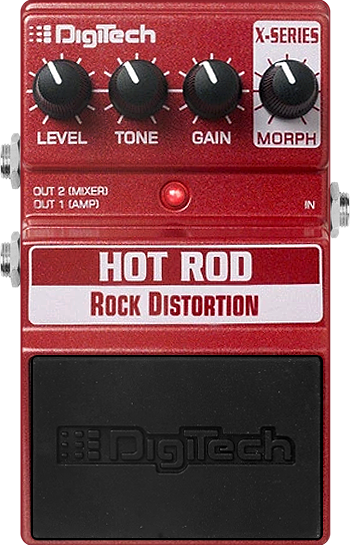 DigiTech
X-SERIES
LEVEL TONE GAIN MORPH
OUT 2 (MIXER)
OUT 1 (AMP)
IN
HOT ROD
ROCK DISTORTION
DigiTech